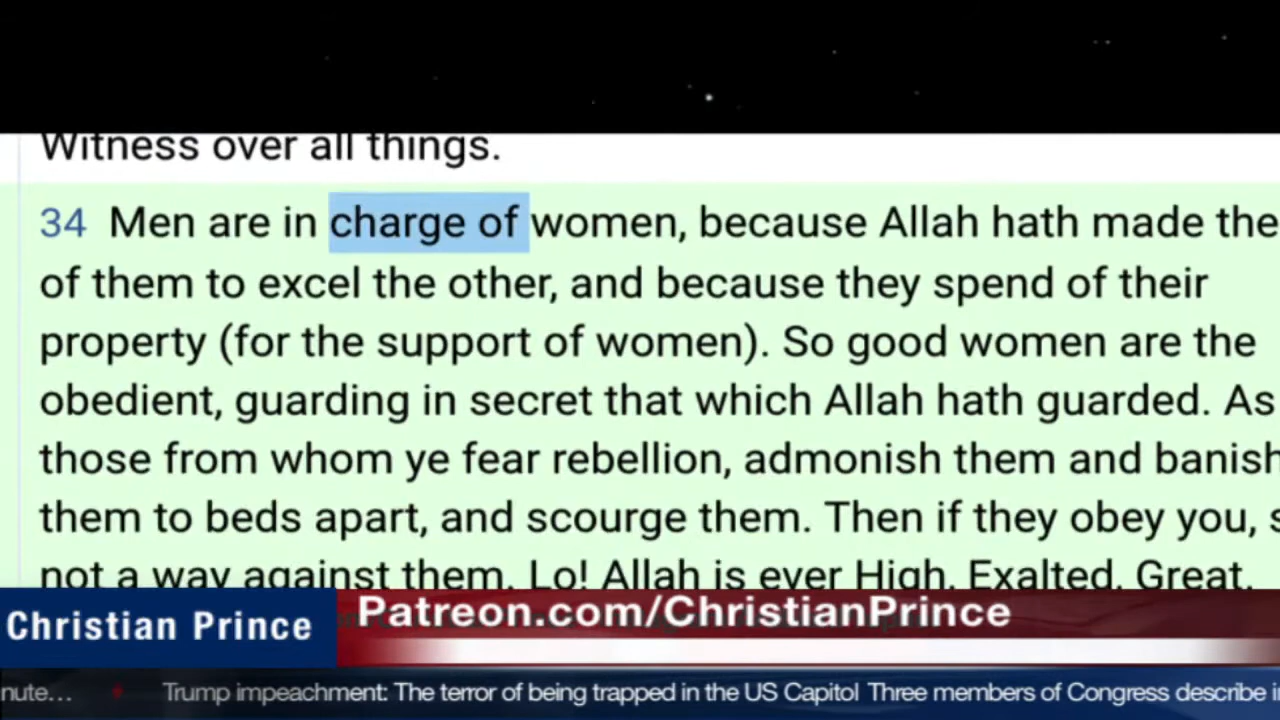 Witness over all things.
34 Men are in charge of women, because Allah hath made the
of them to excel the other, and because they spend of their
property (for the support of women). So good women are the
obedient, guarding in secret that which Allah hath guarded. As
those from whom ye fear rebellion, admonish them and banish
them to beds apart, and scourge them. Then if they obey you, s
not a way against them. Lo! Allah is ever High, Exalted, Great.
Christian Prince
Patreon.com/ChristianPrince
nute… Trump impeachment: The terror of being trapped in the US Capitol Three members of Congress describe i